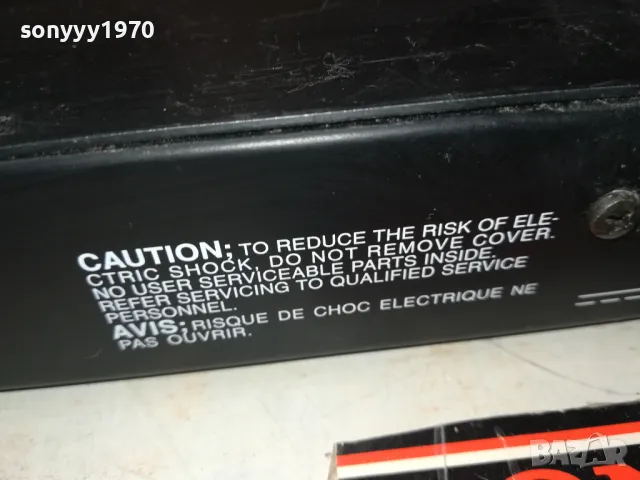 sonyyy1970
CAUTION; TO REDUCE THE RISK OF ELE-
CTRIC SHOCK, DO NOT REMOVE COVER.
NO USER SERVICEABLE PARTS INSIDE.
REFER SERVICING TO QUALIFIED SERVICE
PERSONNEL.
AVIS; RISQUE DE CHOC ELECTRIQUE NE
PAS OUVRIR.
BAZAR